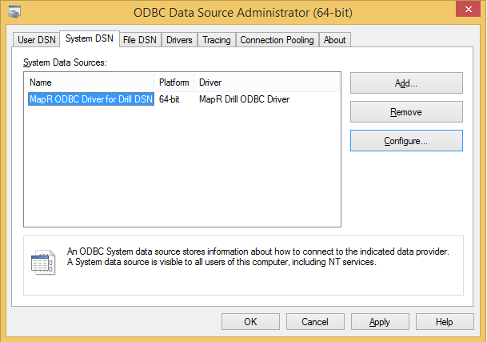 ODBC Data Source Administrator (64-bit)
User DSN System DSN File DSN Drivers Tracing Connection Pooling About
System Data Sources:
Name Platform Driver
MapR ODBC Driver for Drill DSN 64-bit MapR Drill ODBC Driver
Add...
Remove
Configure...
An ODBC System data source stores information about how to connect to the indicated data provider.
A System data source is visible to all users of this computer, including NT services.
OK Cancel Apply Help